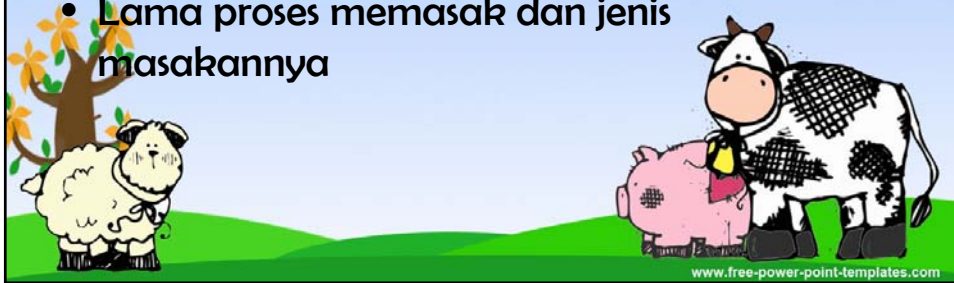 • Lama proses memasak dan jenis
masakannya
www.free-power-point-templates.com